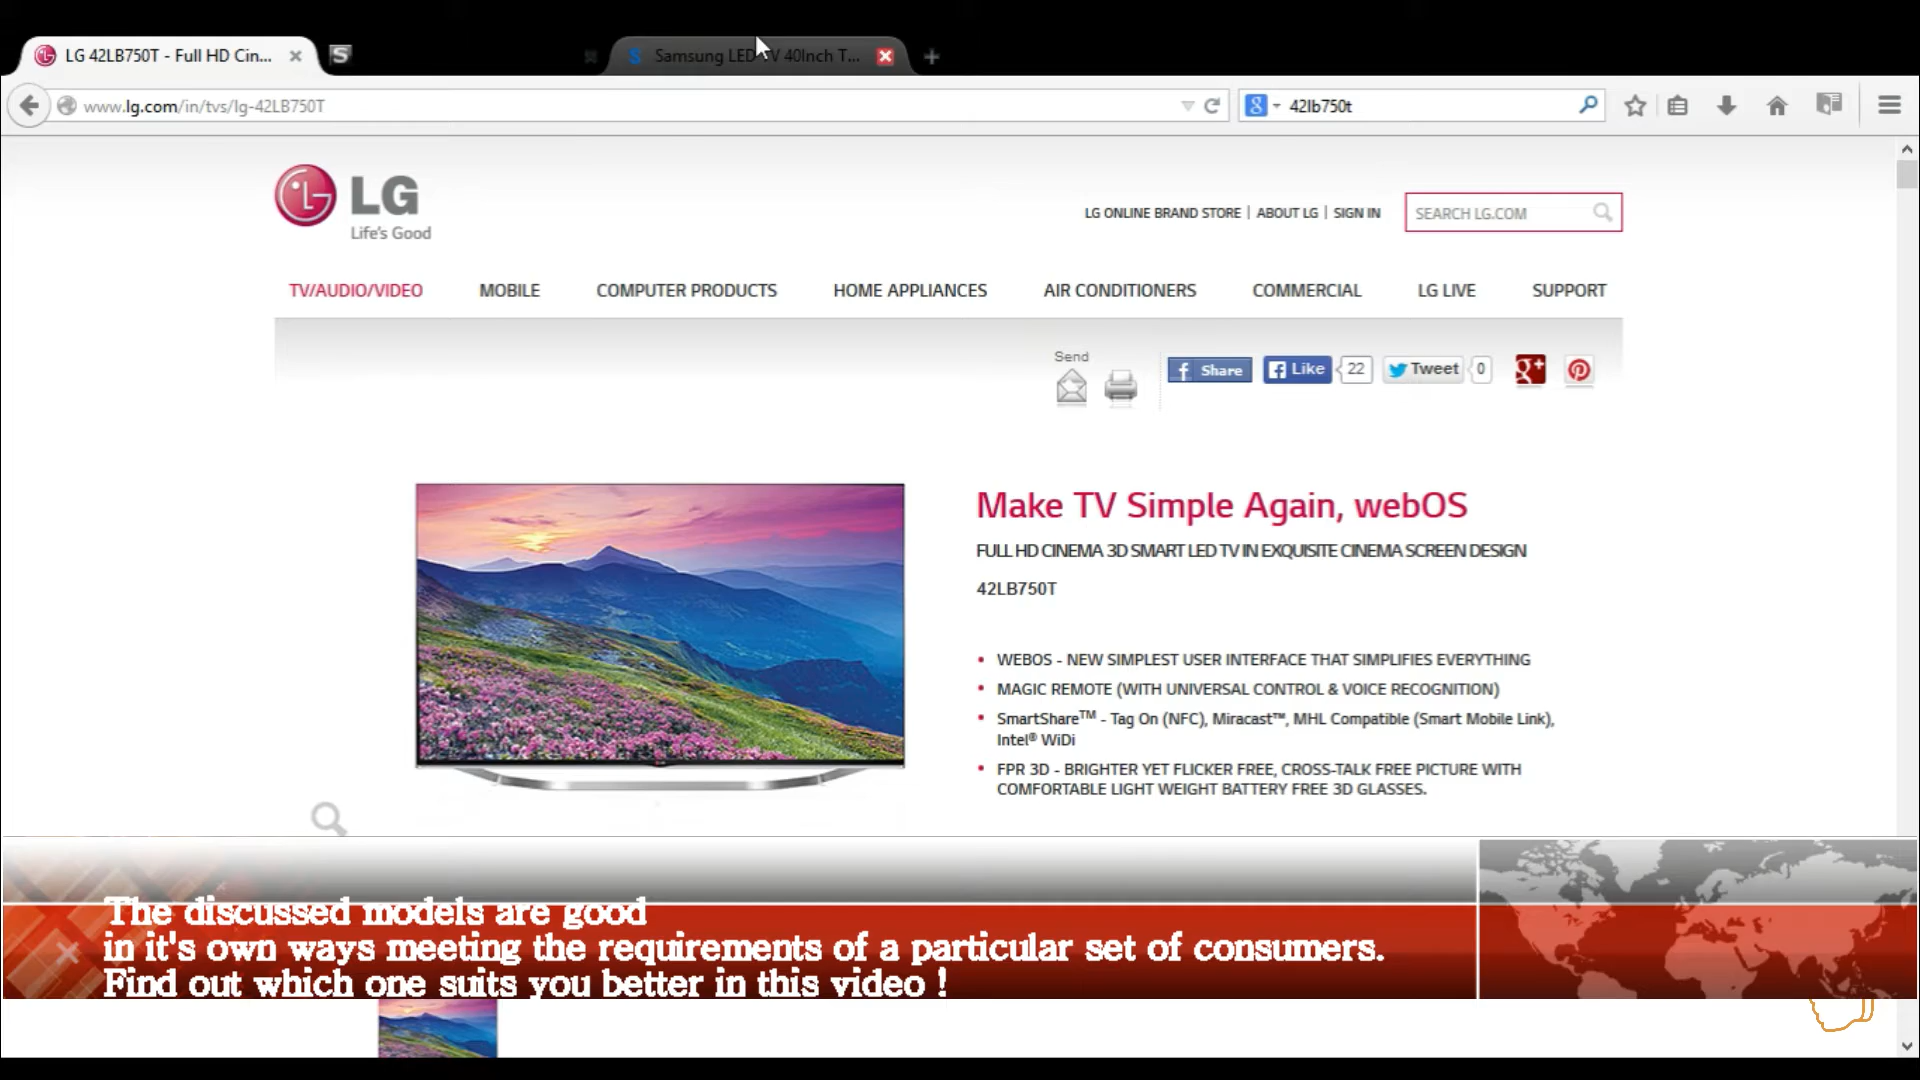 LG 42LB750T - Full HD Cin...
S
Samsung LED TV 40Inch T...
www.lg.com/in/tvs/lg-42LB750T
42lb750t
LG
Life's Good
LG ONLINE BRAND STORE | ABOUT LG | SIGN IN
SEARCH LG.COM
TV/AUDIO/VIDEO MOBILE COMPUTER PRODUCTS HOME APPLIANCES AIR CONDITIONERS COMMERCIAL LG LIVE SUPPORT
Send
Share
Like
22
Tweet
0
Make TV Simple Again, webOS
FULL HD CINEMA 3D SMART LED TV IN EXQUISITE CINEMA SCREEN DESIGN
42LB750T
WEBOS - NEW SIMPLEST USER INTERFACE THAT SIMPLIFIES EVERYTHING
MAGIC REMOTE (WITH UNIVERSAL CONTROL & VOICE RECOGNITION)
SmartShare™ - Tag On (NFC), Miracast™, MHL Compatible (Smart Mobile Link),
Intel® WiDi
FPR 3D - BRIGHTER YET FLICKER FREE, CROSS-TALK FREE PICTURE WITH
COMFORTABLE LIGHT WEIGHT BATTERY FREE 3D GLASSES.
The discussed models are good
in it's own ways meeting the requirements of a particular set of consumers.
Find out which one suits you better in this video !